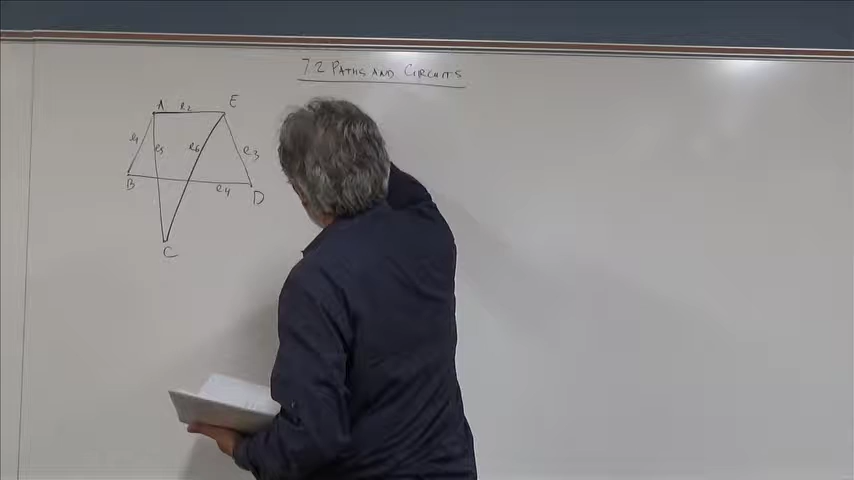 7.2 PATHS AND CIRCUITS
A e2 E
e1 e5 e6 e3
B e4 D
C